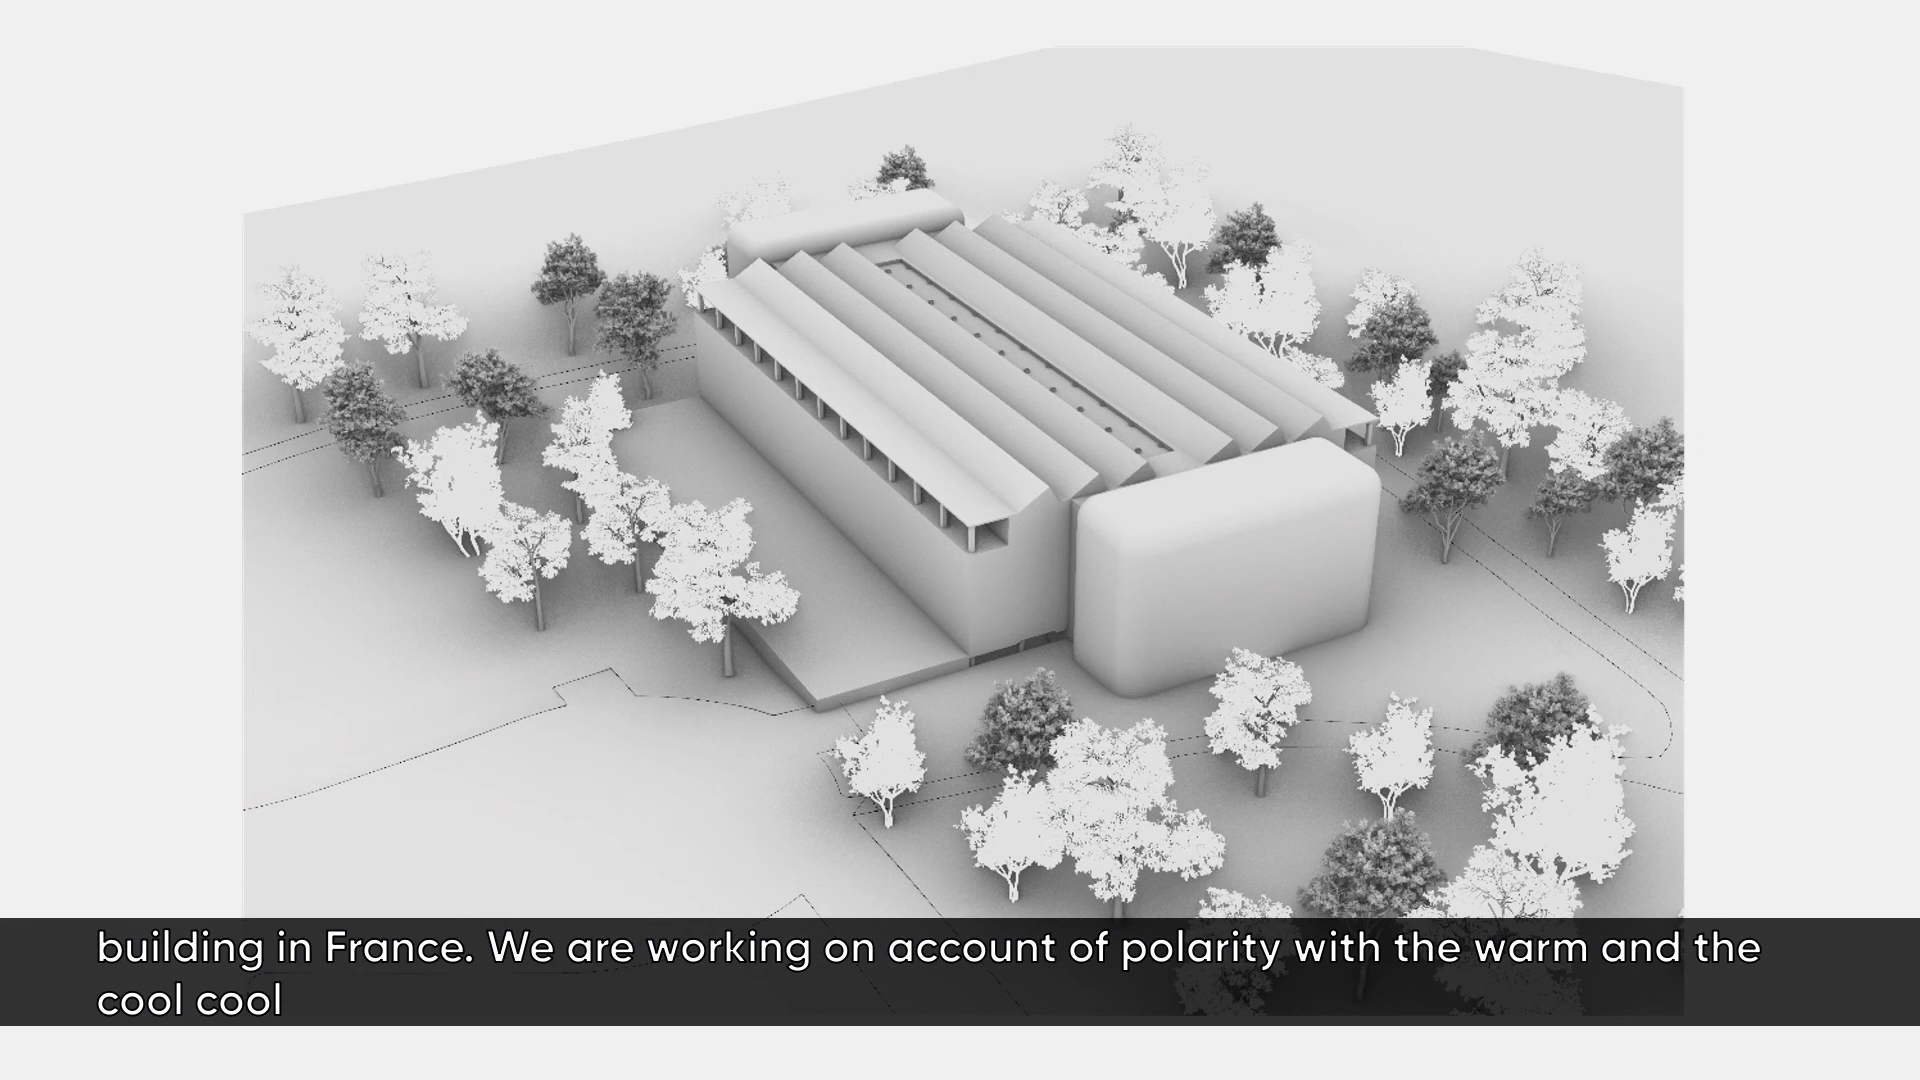 building in France. We are working on account of polarity with the warm and the
cool cool